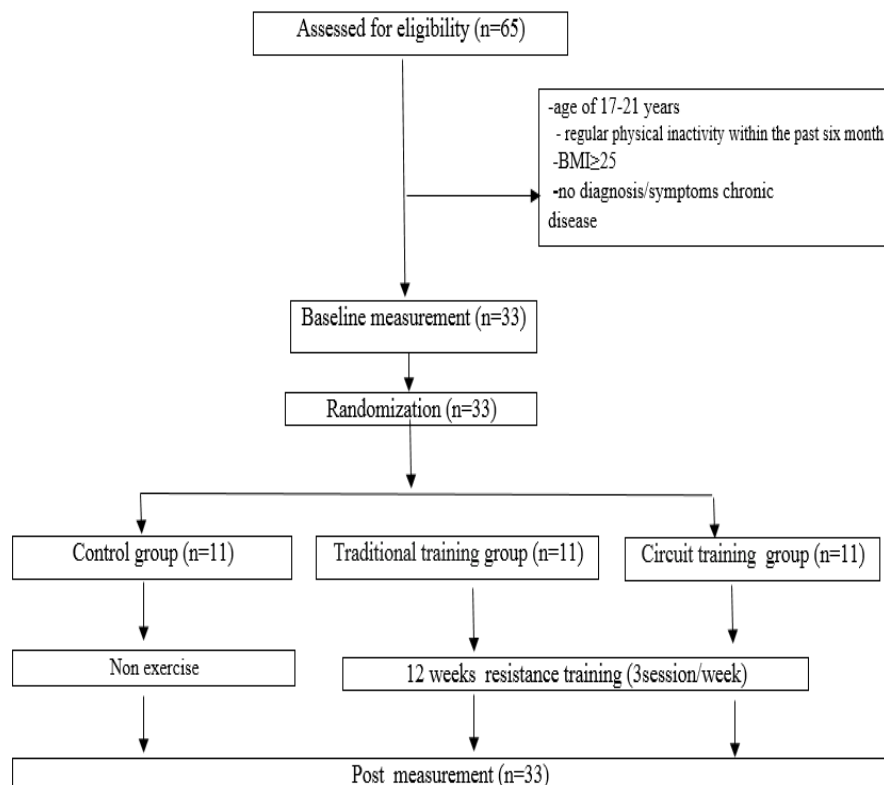 Assessed for eligibility (n=65)
-age of 17-21 years
- regular physical inactivity within the past six month
-BMI≥25
-no diagnosis/symptoms chronic
disease
Baseline measurement (n=33)
Randomization (n=33)
Control group (n=11)
Traditional training group (n=11)
Circuit training group (n=11)
Non exercise
12 weeks resistance training (3session/week)
Post measurement (n=33)